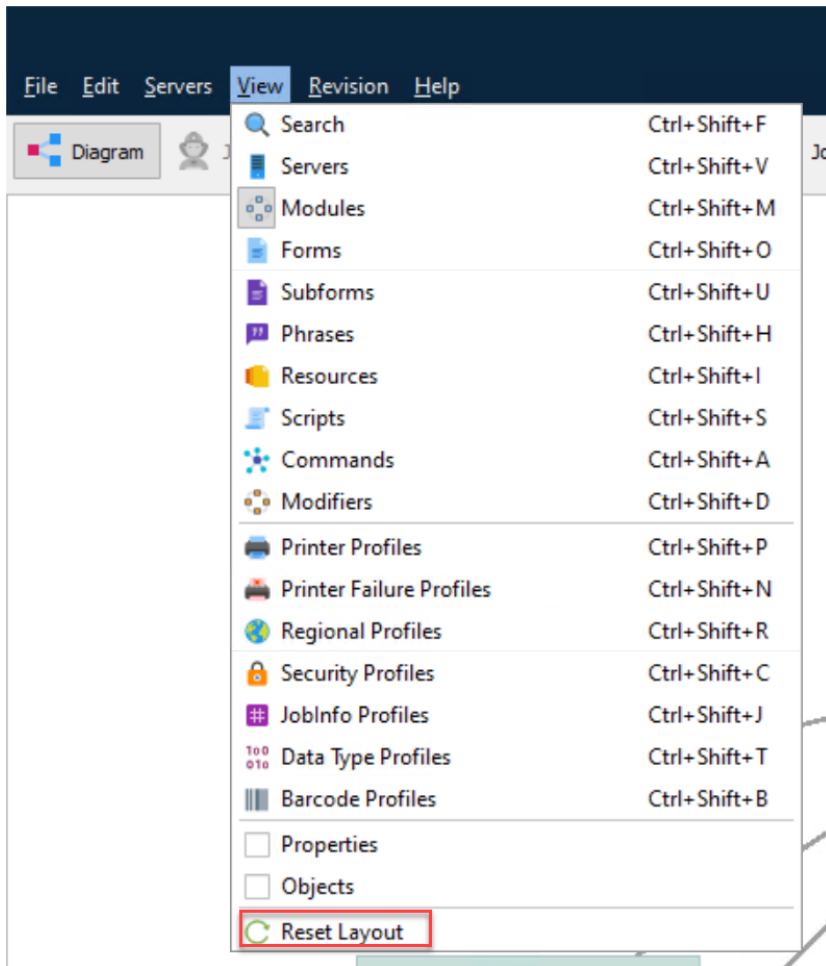 File Edit Servers View Revision Help
Diagram
Search Ctrl+Shift+F
Servers Ctrl+Shift+V
Modules Ctrl+Shift+M
Forms Ctrl+Shift+O
Subforms Ctrl+Shift+U
Phrases Ctrl+Shift+H
Resources Ctrl+Shift+I
Scripts Ctrl+Shift+S
Commands Ctrl+Shift+A
Modifiers Ctrl+Shift+D
Printer Profiles Ctrl+Shift+P
Printer Failure Profiles Ctrl+Shift+N
Regional Profiles Ctrl+Shift+R
Security Profiles Ctrl+Shift+C
JobInfo Profiles Ctrl+Shift+J
Data Type Profiles Ctrl+Shift+T
Barcode Profiles Ctrl+Shift+B
Properties
Objects
Reset Layout